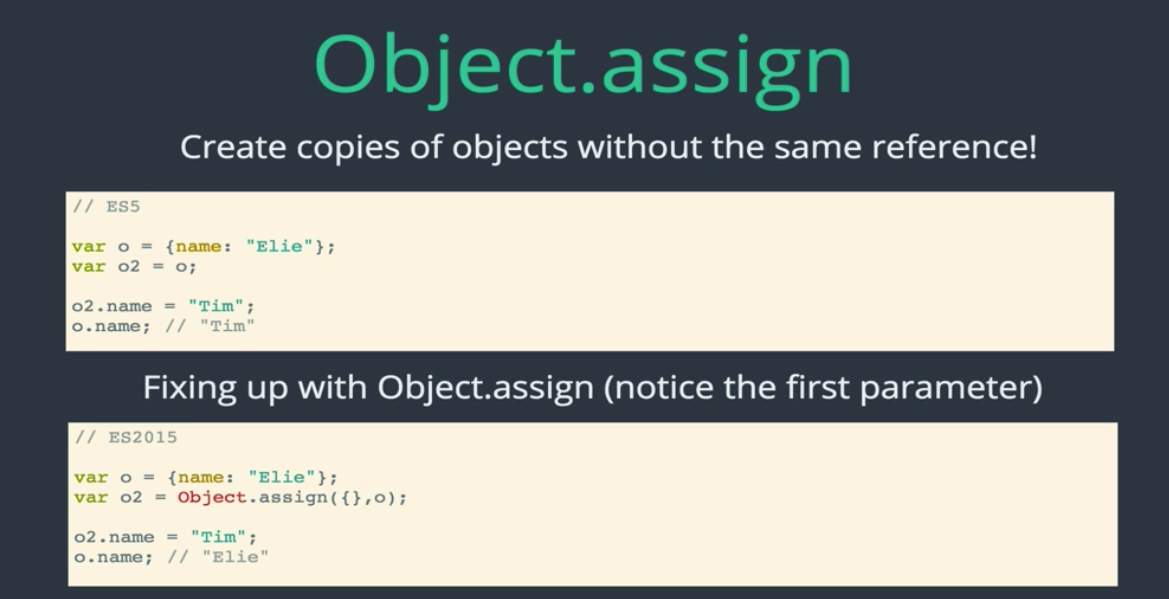 Object.assign
Create copies of objects without the same reference!
// ES5
var o = {name: "Elie"};
var o2 = o;
o2.name = "Tim";
o.name; // "Tim"
Fixing up with Object.assign (notice the first parameter)
// ES2015
var o = {name: "Elie"};
var o2 = Object.assign({},o);
o2.name = "Tim";
o.name; // "Elie"